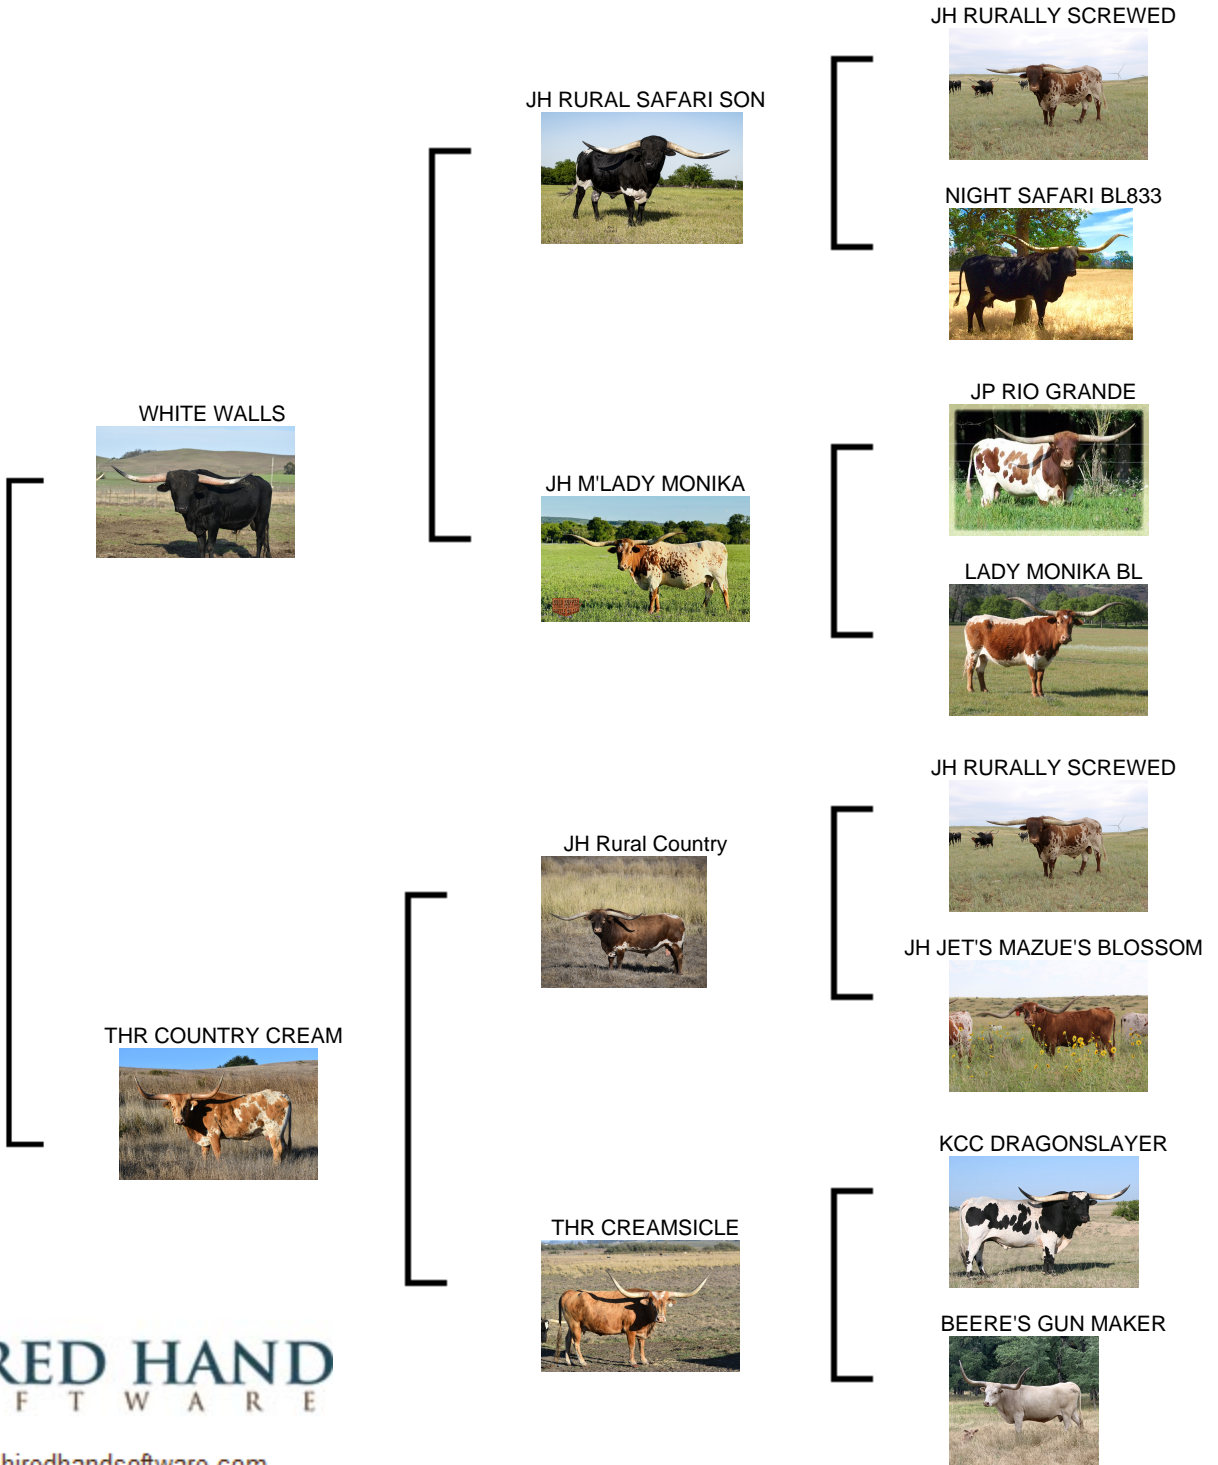 JH RURALLY SCREWED
JH RURAL SAFARI SON
NIGHT SAFARI BL833
JP RIO GRANDE
WHITE WALLS
JH M'LADY MONIKA
LADY MONIKA BL
JH RURALLY SCREWED
JH Rural Country
JH JET'S MAZUE'S BLOSSOM
THR COUNTRY CREAM
KCC DRAGONSLAYER
THR CREAMSICLE
BEERE'S GUN MAKER
RED HAND
F T W A R E
hiredhandsoftware.com